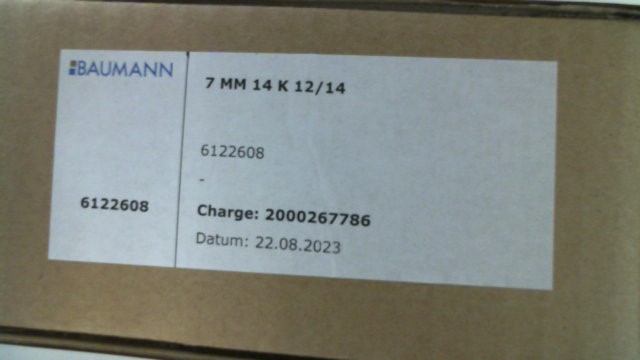 BAUMANN
6122608
7 MM 14 K 12/14
6122608
-
Charge: 2000267786
Datum: 22.08.2023